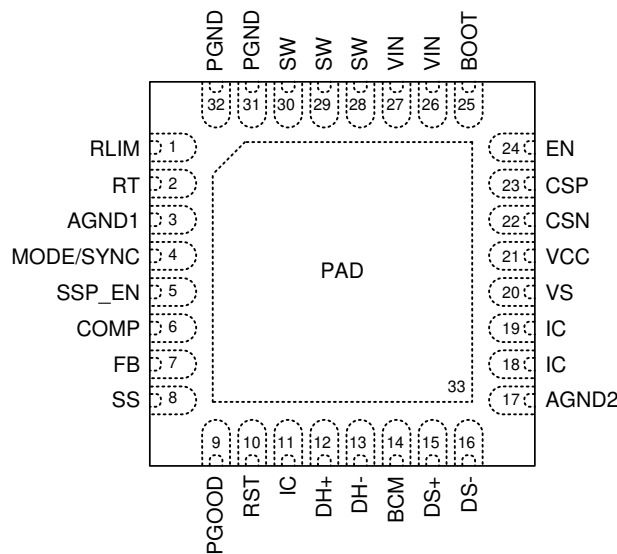 PGND
PGND
SW
SW
SW
VIN
VIN
BOOT
32 31 30 29 28 27 26 25
RLIM 1
RT 2
AGND1 3
MODE/SYNC 4
SSP_EN 5
COMP 6
FB 7
SS 8
24 EN
23 CSP
22 CSN
21 VCC
20 VS
19 IC
18 IC
17 AGND2
PAD
33
9 10 11 12 13 14 15 16
PGOOD
RST
IC
DH+
DH-
BCM
DS+
DS-